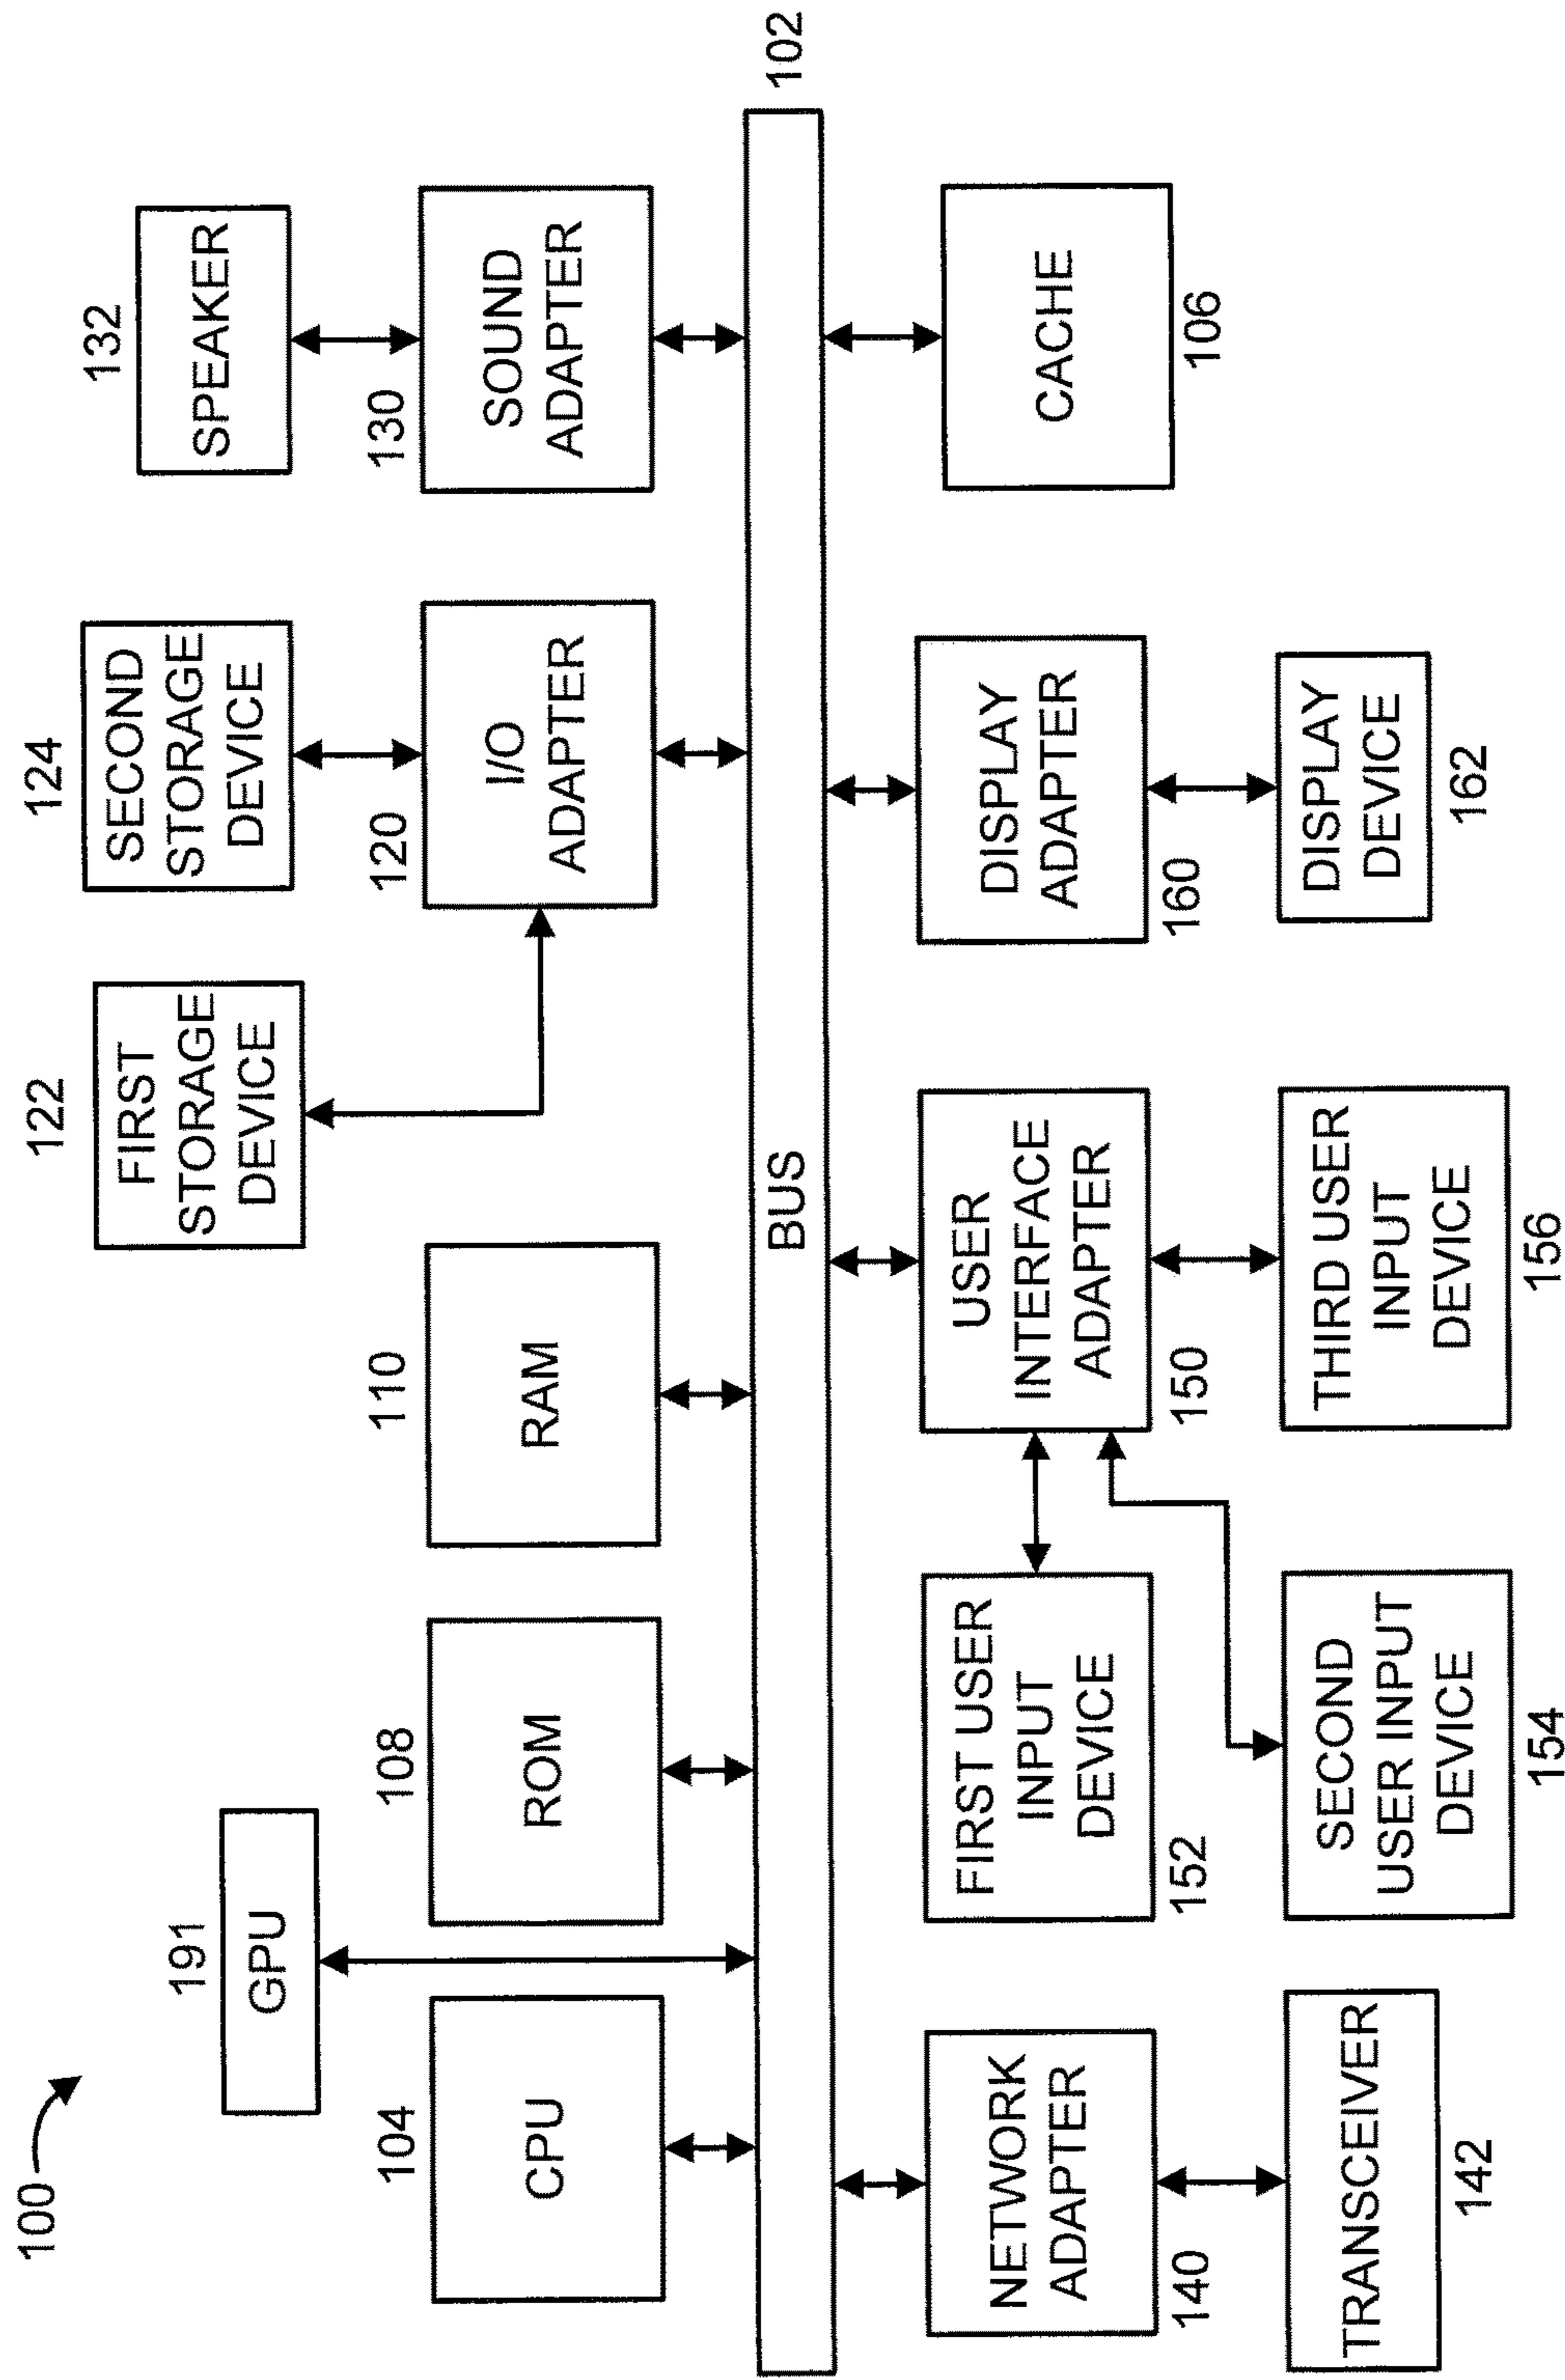 100
132
SPEAKER
130
SOUND
ADAPTER
124
SECOND
STORAGE
DEVICE
120
I/O
ADAPTER
122
FIRST
STORAGE
DEVICE
110
RAM
108
ROM
191
GPU
104
CPU
BUS
102
NETWORK
ADAPTER
140
TRANSCEIVER
142
FIRST USER
INPUT
DEVICE
152
SECOND
USER INPUT
DEVICE
154
USER
INTERFACE
ADAPTER
150
THIRD USER
INPUT
DEVICE
156
DISPLAY
ADAPTER
160
DISPLAY
DEVICE
162
CACHE
106